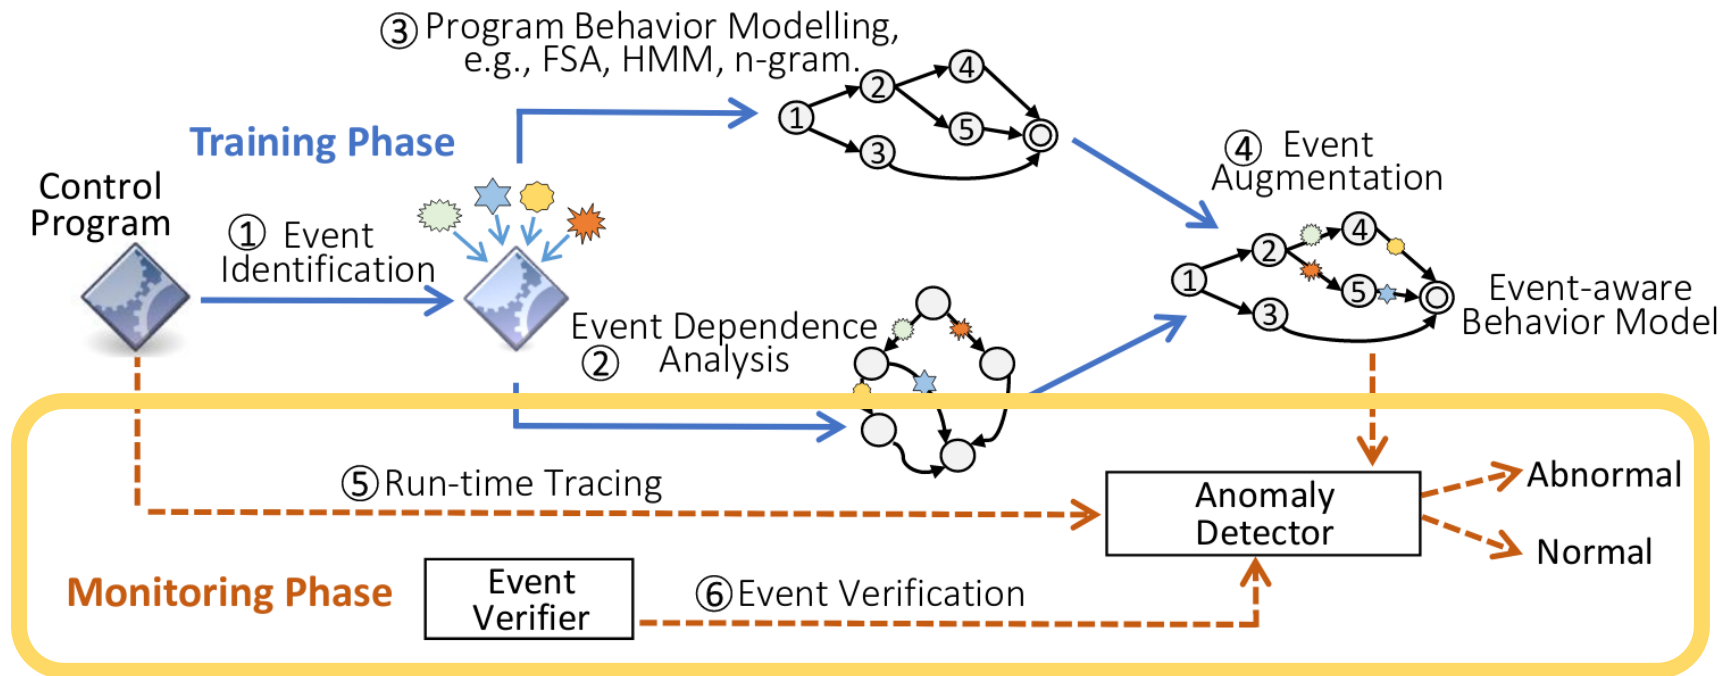 ③ Program Behavior Modelling,
e.g., FSA, HMM, n-gram.
1
2
3
4
5
Training Phase
Control
Program
① Event
Identification
④ Event
Augmentation
1
2
3
4
5
Event-aware
Behavior Model
Event Dependence
② Analysis
⑤ Run-time Tracing
Anomaly
Detector
Abnormal
Normal
Monitoring Phase
Event
Verifier
⑥ Event Verification